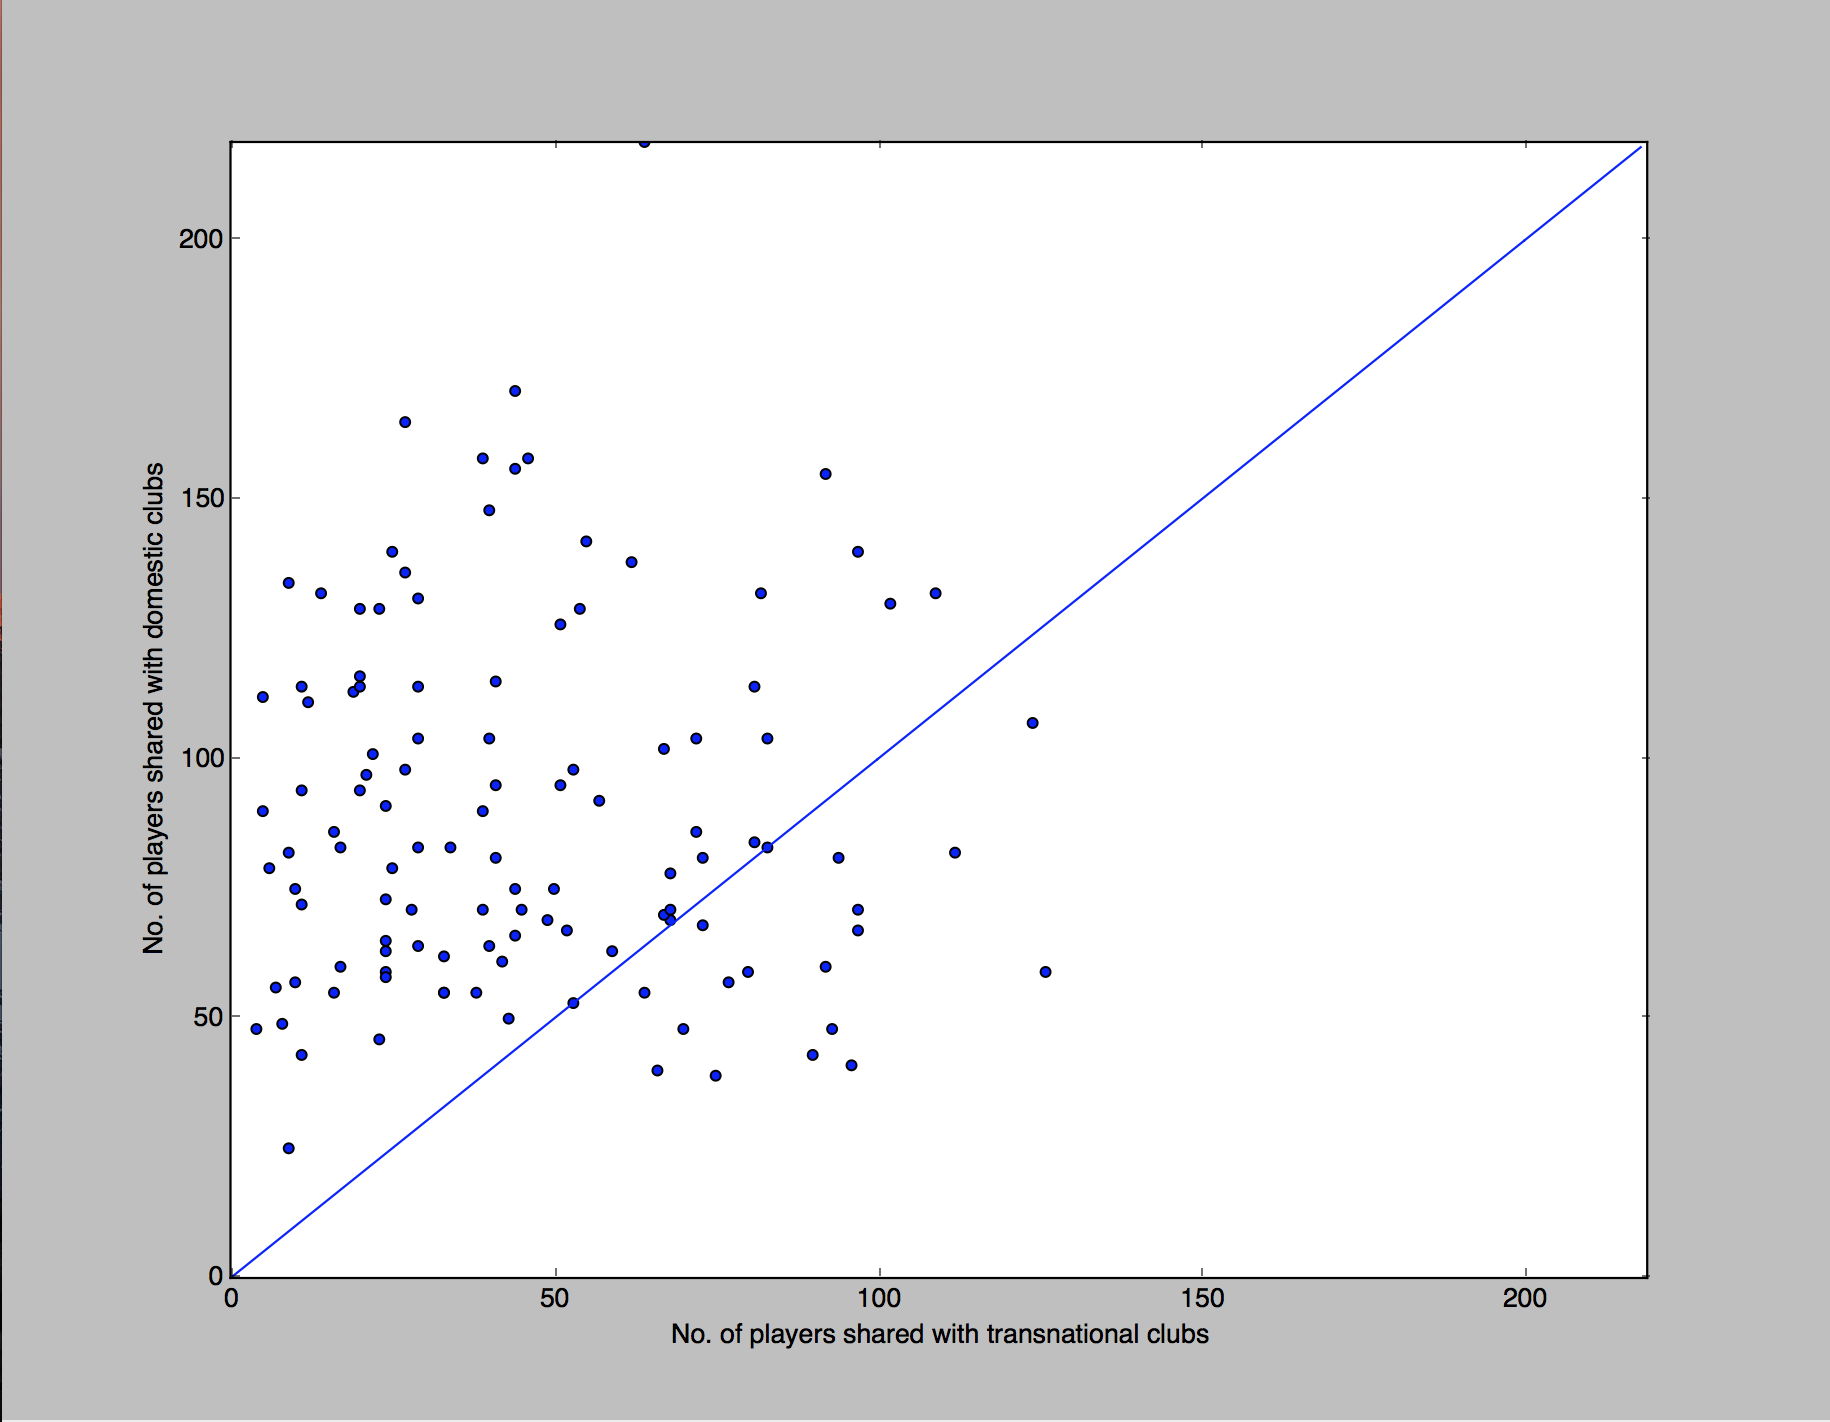 200
150
100
50
0
0 50 100 150 200
No. of players shared with domestic clubs
No. of players shared with transnational clubs